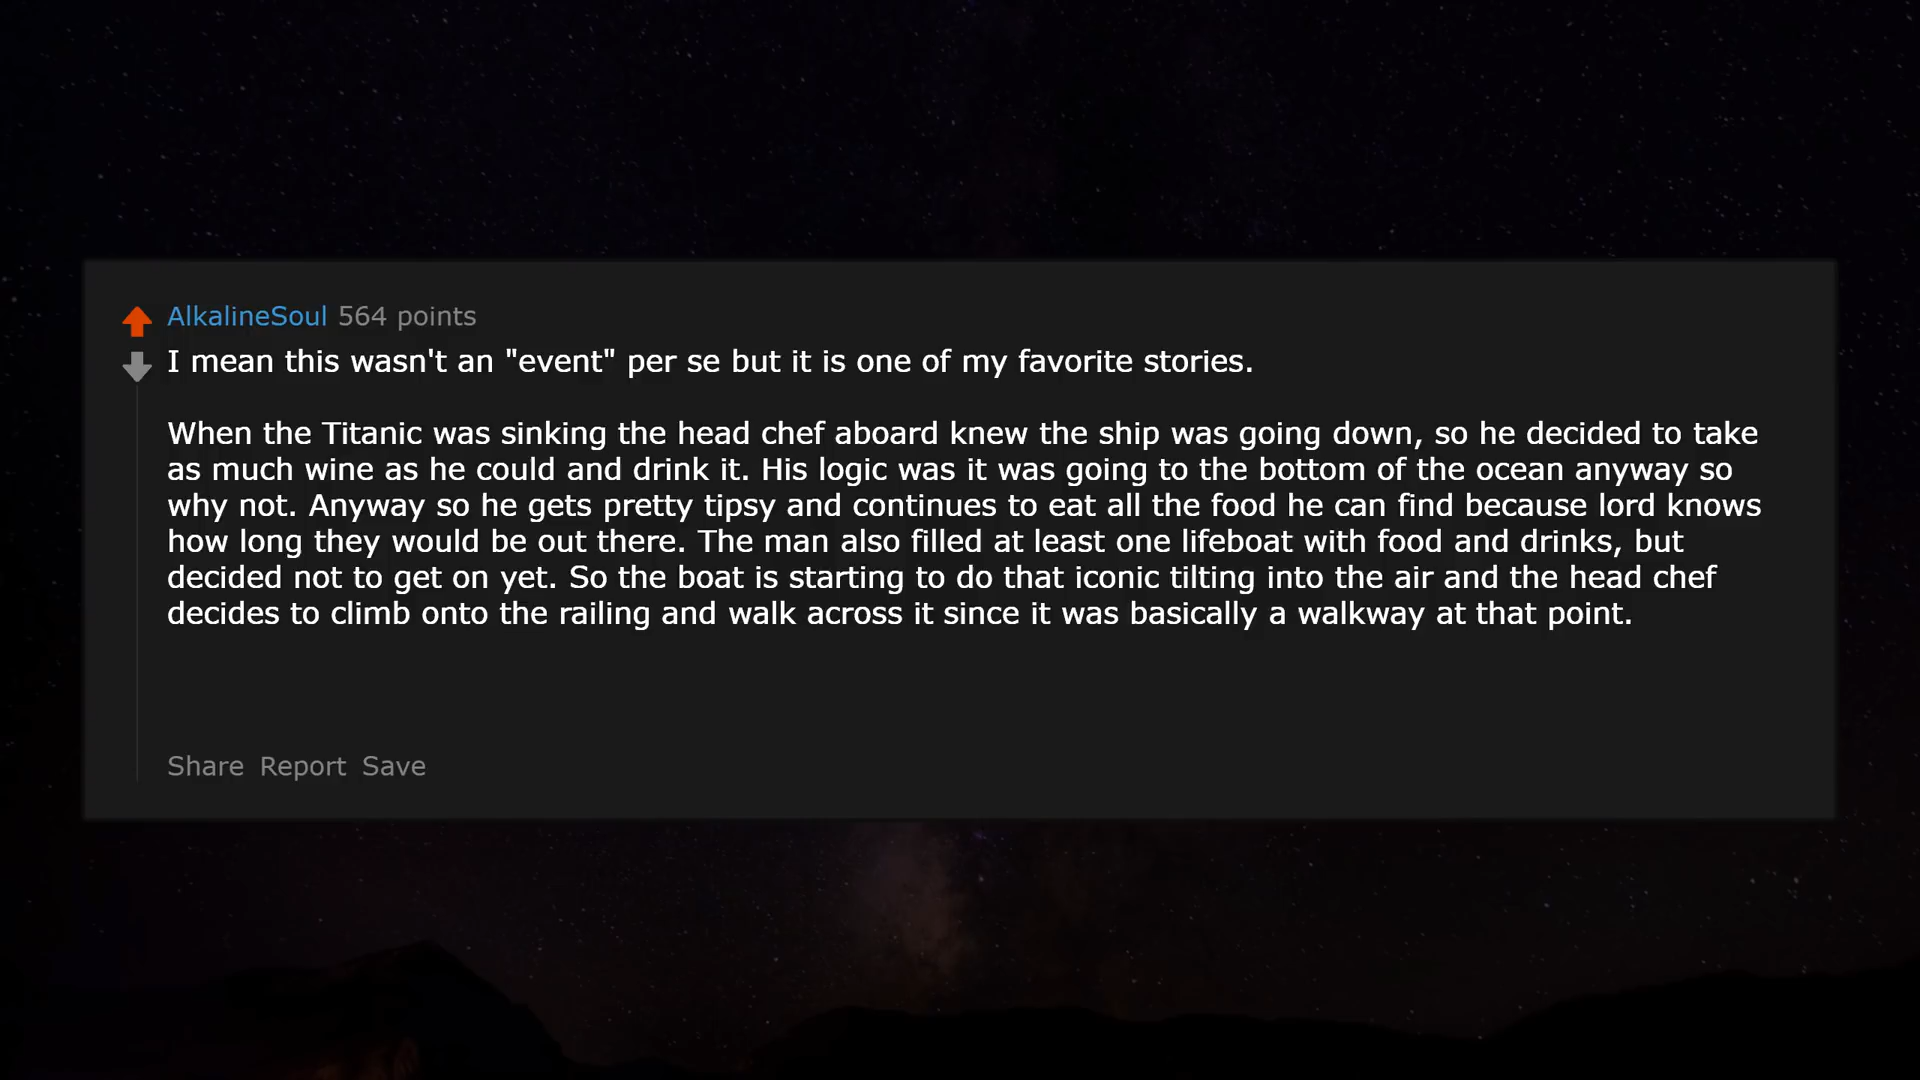 AlkalineSoul 564 points
I mean this wasn't an "event" per se but it is one of my favorite stories.
When the Titanic was sinking the head chef aboard knew the ship was going down, so he decided to take
as much wine as he could and drink it. His logic was it was going to the bottom of the ocean anyway so
why not. Anyway so he gets pretty tipsy and continues to eat all the food he can find because lord knows
how long they would be out there. The man also filled at least one lifeboat with food and drinks, but
decided not to get on yet. So the boat is starting to do that iconic tilting into the air and the head chef
decides to climb onto the railing and walk across it since it was basically a walkway at that point.
Share Report Save